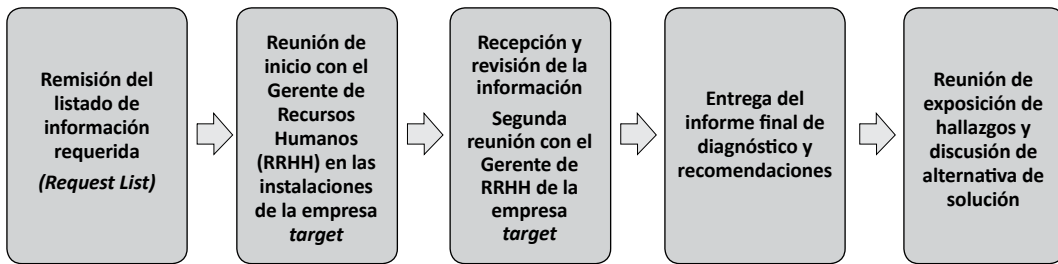 Remisión del
listado de
información
requerida
(Request List)
Reunión de
inicio con el
Gerente de
Recursos
Humanos
(RRHH) en las
instalaciones
de la empresa
target
Recepción y
revisión de la
información
Segunda
reunión con el
Gerente de
RRHH de la
empresa
target
Entrega del
informe final de
diagnóstico y
recomendaciones
Reunión de
exposición de
hallazgos y
discusión de
alternativa de
solución